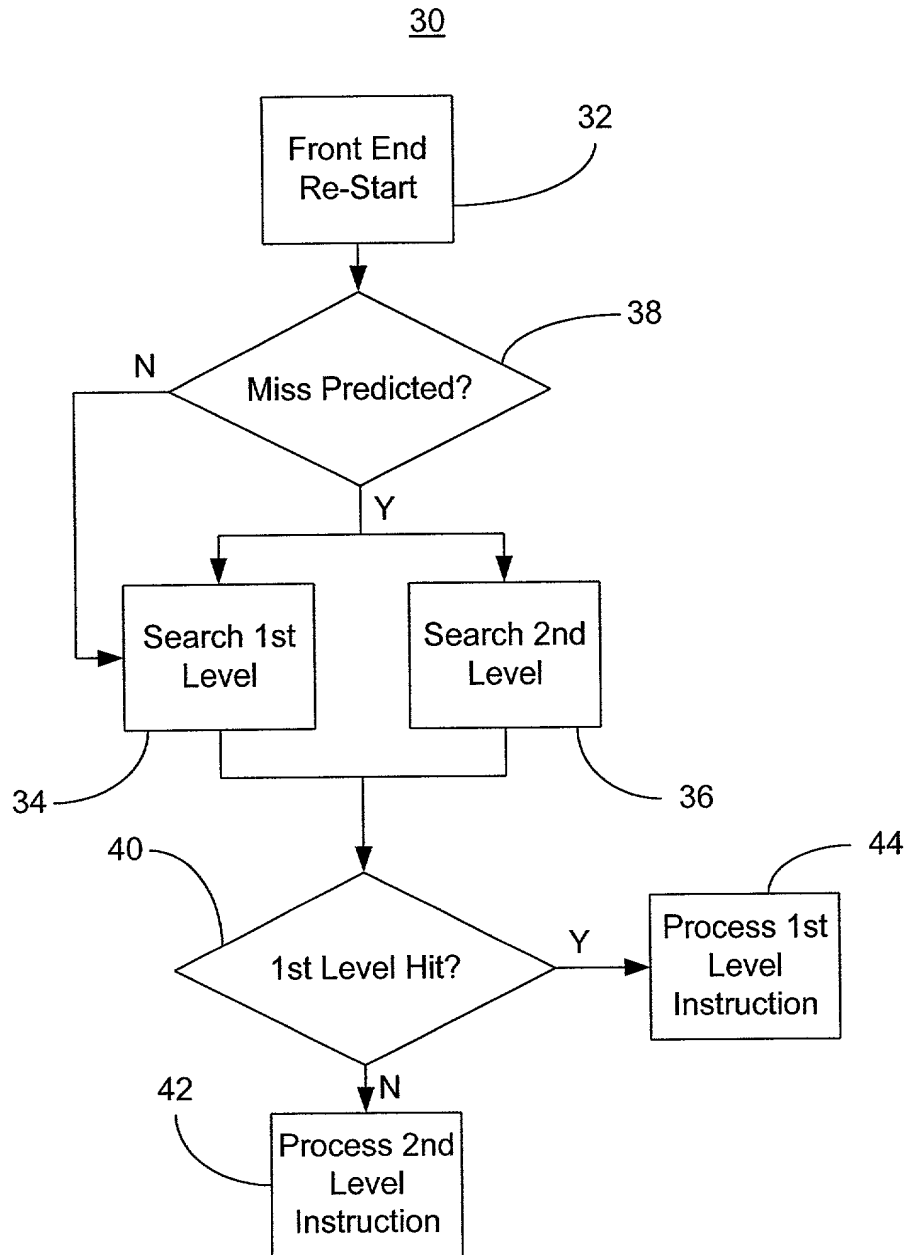 30
Front End
Re-Start
32
Miss Predicted?
38
N
Y
Search 1st
Level
Search 2nd
Level
34
36
40
1st Level Hit?
Y
44
Process 1st
Level
Instruction
N
42
Process 2nd
Level
Instruction